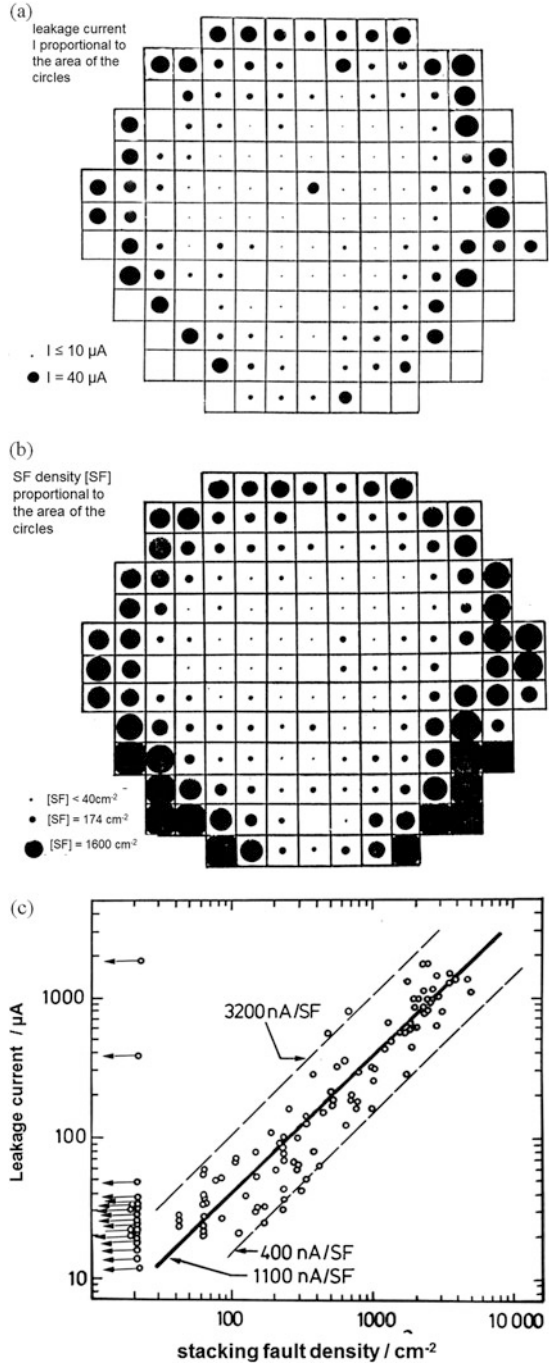 (a)
leakage current
I proportional to
the area of the
circles
. I ≤ 10 µA
● I = 40 µA
(b)
SF density [SF]
proportional to
the area of the
circles
• [SF] < 40cm-2
• [SF] = 174 cm-2
● [SF] = 1600 cm-2
(c)
Leakage current / µA
1000
100
10
3200 nA/SF
400 nA/SF
1100 nA/SF
100
1000
10 000
stacking fault density / cm-2